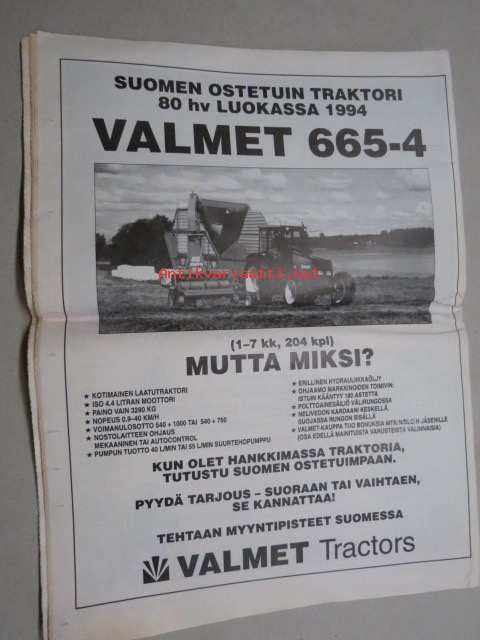 SUOMEN OSTETUIN TRAKTORI
80 hv LUOKASSA 1994
VALMET 665-4
Antikvariaatti.net
(1–7 kk, 204 kpl)
MUTTA MIKSI?
★ KOTIMAINEN LAATUTRAKTORI
★ ISO 4.4 LITRAN MOOTTORI
★ PAINO VAIN 3290 KG
★ NOPEUS 0.9–40 KM/H
★ VOIMANULOSOTTO 540 + 1000 TAI 540 + 750
★ NOSTOLAITTEEN OHJAUS
MEKAANINEN TAI AUTOCONTROL
★ PUMPUN TUOTTO 40 L/MIN TAI 55 L/MIN SUURTEHOPUMPPU
★ ERILLINEN HYDRAULIIKKAÖLJY
★ OHJAAMO MARKKINOIDEN TOIMIVIN:
ISTUIN KÄÄNTYY 180 ASTETTA
★ POLTTOAINESÄILIÖ VÄLIRUNGOSSA
★ NELIVEDON KARDAANI KESKELLÄ,
SUOJASSA RUNGON SISÄLLÄ
★ VALMET-KAUPPA TUO BONUKSIA MTK:N/SLC:N JÄSENILLE
(OSA EDELLÄ MAINITUISTA VARUSTEISTA VALINNAISIA)
KUN OLET HANKKIMASSA TRAKTORIA,
TUTUSTU SUOMEN OSTETUIMPAAN.
PYYDÄ TARJOUS – SUORAAN TAI VAIHTAEN,
SE KANNATTAA!
TEHTAAN MYYNTIPISTEET SUOMESSA
VALMET Tractors